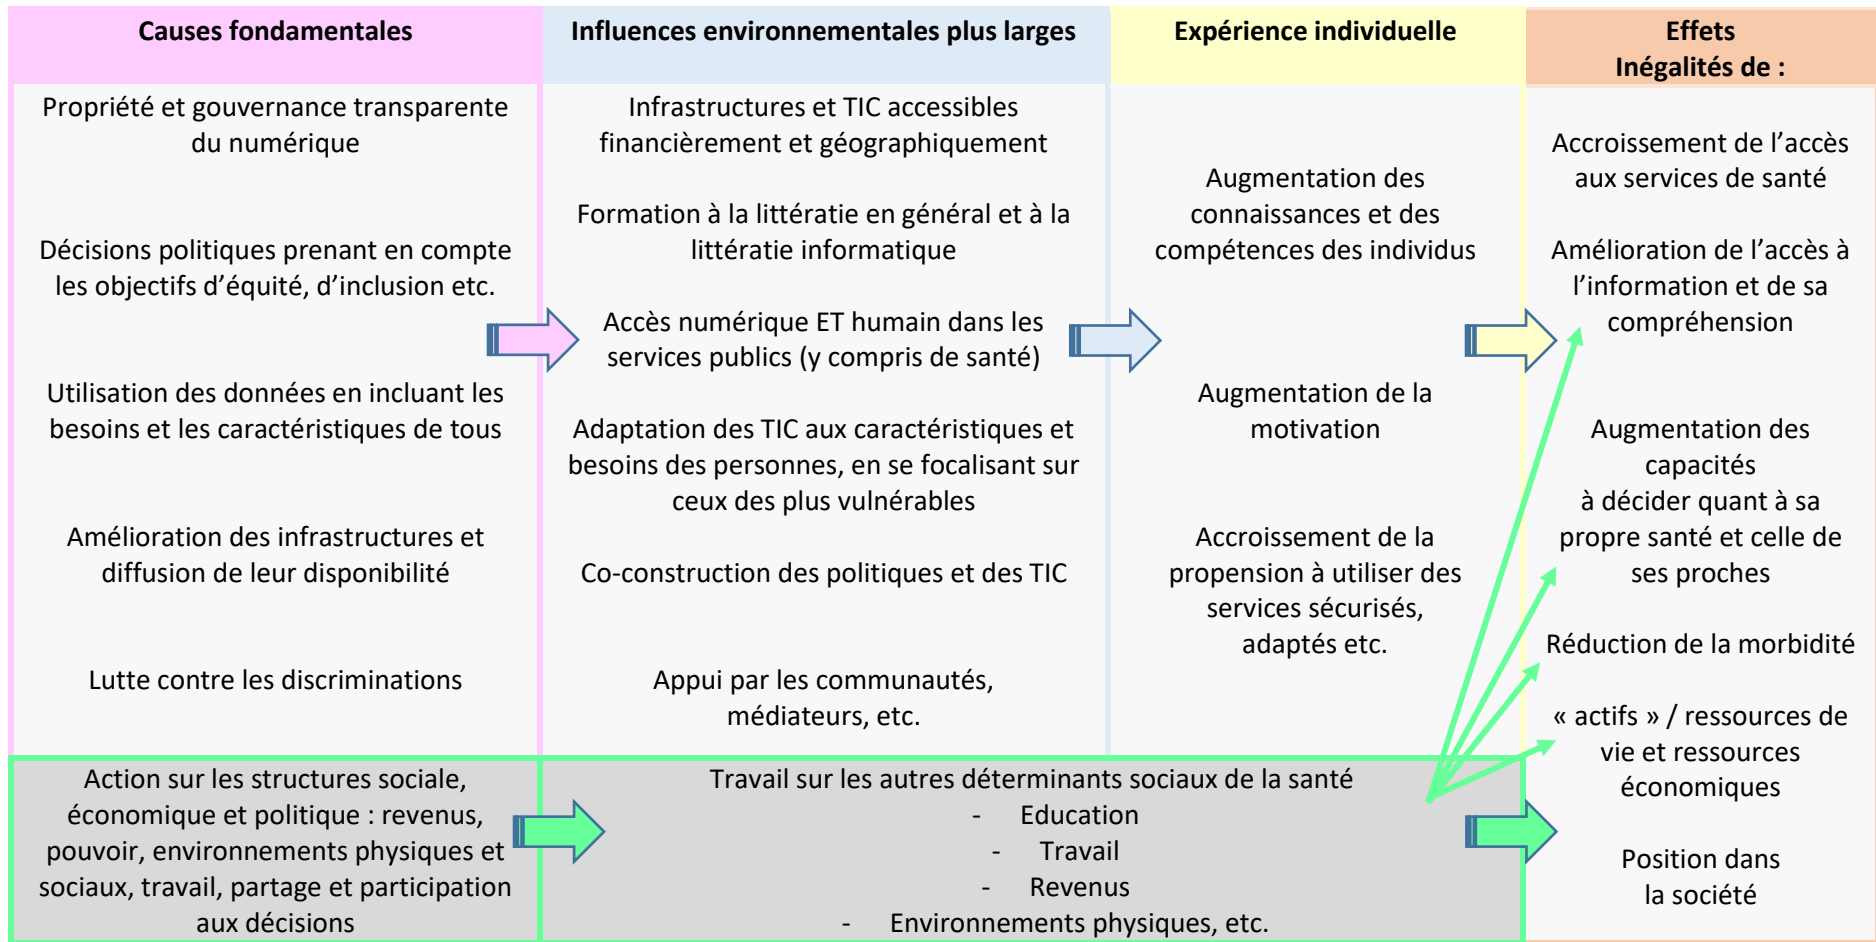 Causes fondamentales
Propriété et gouvernance transparente
du numérique
Décisions politiques prenant en compte
les objectifs d’équité, d’inclusion etc.
Utilisation des données en incluant les
besoins et les caractéristiques de tous
Amélioration des infrastructures et
diffusion de leur disponibilité
Lutte contre les discriminations
Influences environnementales plus larges
Infrastructures et TIC accessibles
financièrement et géographiquement
Formation à la littératie en général et à la
littératie informatique
Accès numérique ET humain dans les
services publics (y compris de santé)
Adaptation des TIC aux caractéristiques et
besoins des personnes, en se focalisant sur
ceux des plus vulnérables
Co-construction des politiques et des TIC
Appui par les communautés,
médiateurs, etc.
Expérience individuelle
Augmentation des
connaissances et des
compétences des individus
Augmentation de la
motivation
Accroissement de la
propension à utiliser des
services sécurisés,
adaptés etc.
Effets
Inégalités de :
Accroissement de l’accès
aux services de santé
Amélioration de l’accès à
l’information et de sa
compréhension
Augmentation des
capacités
à décider quant à sa
propre santé et celle de
ses proches
Réduction de la morbidité
« actifs » / ressources de
vie et ressources
économiques
Position dans
la société
Action sur les structures sociale,
économique et politique : revenus,
pouvoir, environnements physiques et
sociaux, travail, partage et participation
aux décisions
Travail sur les autres déterminants sociaux de la santé
- Education
- Travail
- Revenus
- Environnements physiques, etc.